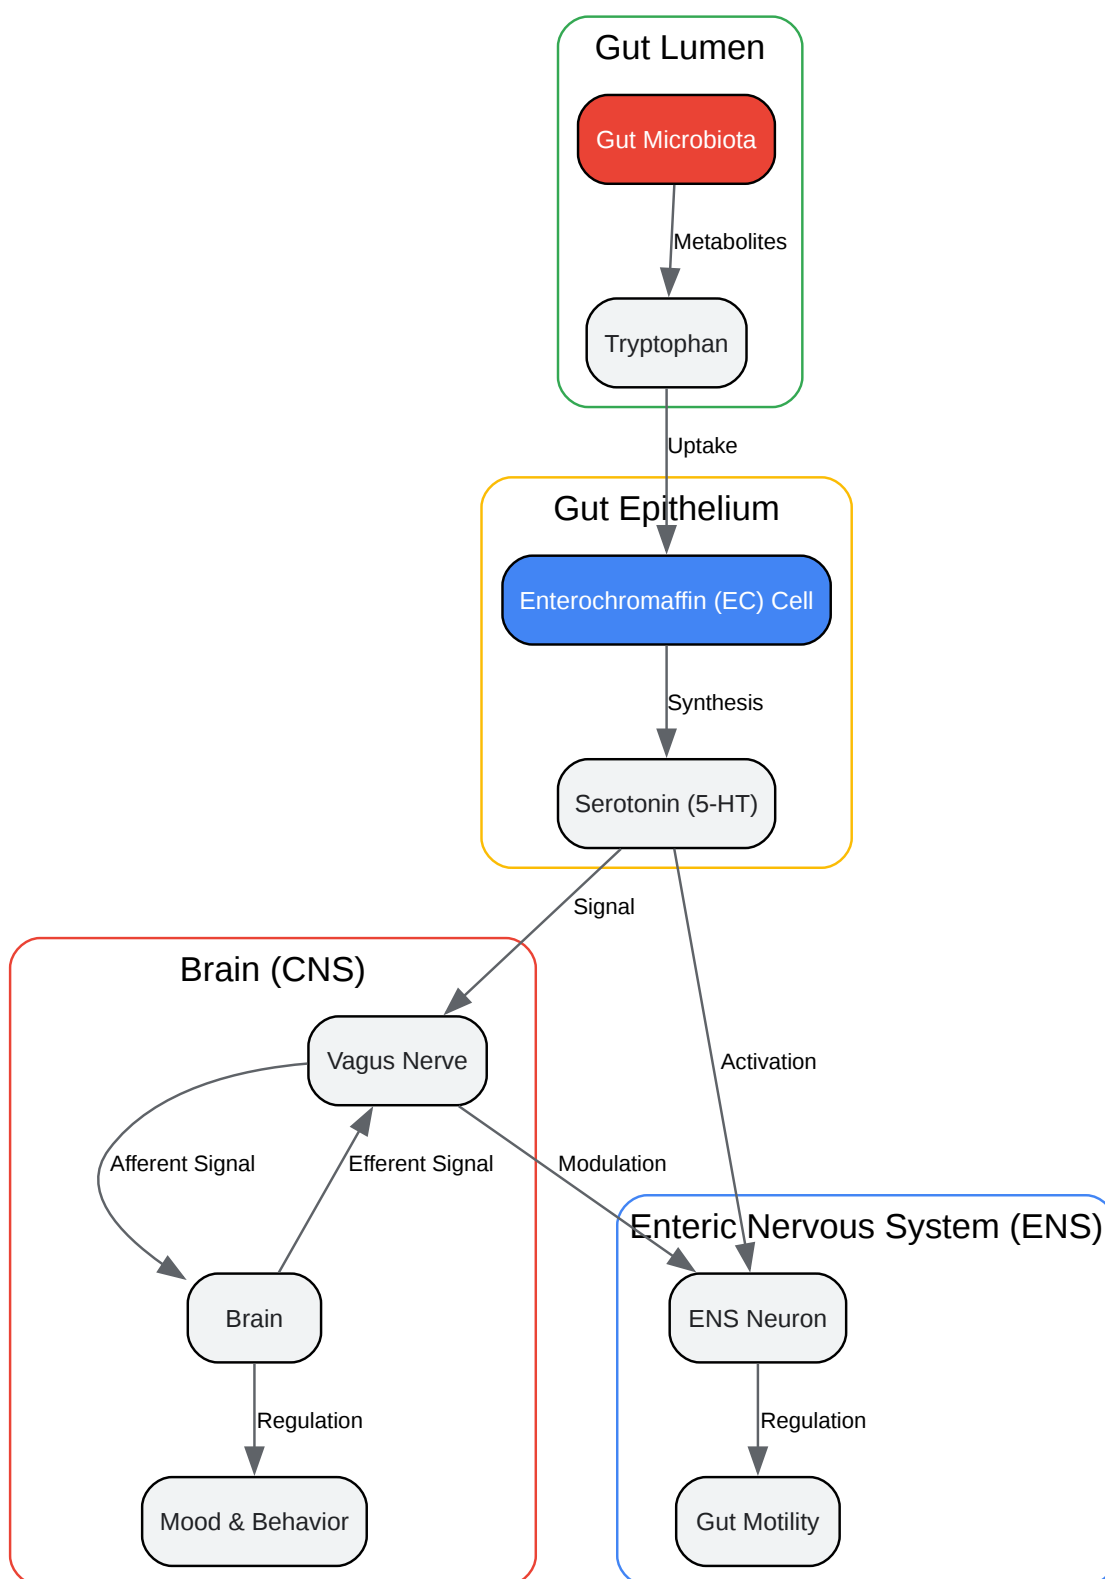 Gut Lumen
Gut Microbiota
Metabolites
Tryptophan
Uptake
Gut Epithelium
Enterochromaffin (EC) Cell
Synthesis
Serotonin (5-HT)
Signal
Brain (CNS)
Vagus Nerve
Activation
Afferent Signal
Efferent Signal
Modulation
Enteric Nervous System (ENS)
Brain
ENS Neuron
Regulation
Regulation
Mood & Behavior
Gut Motility